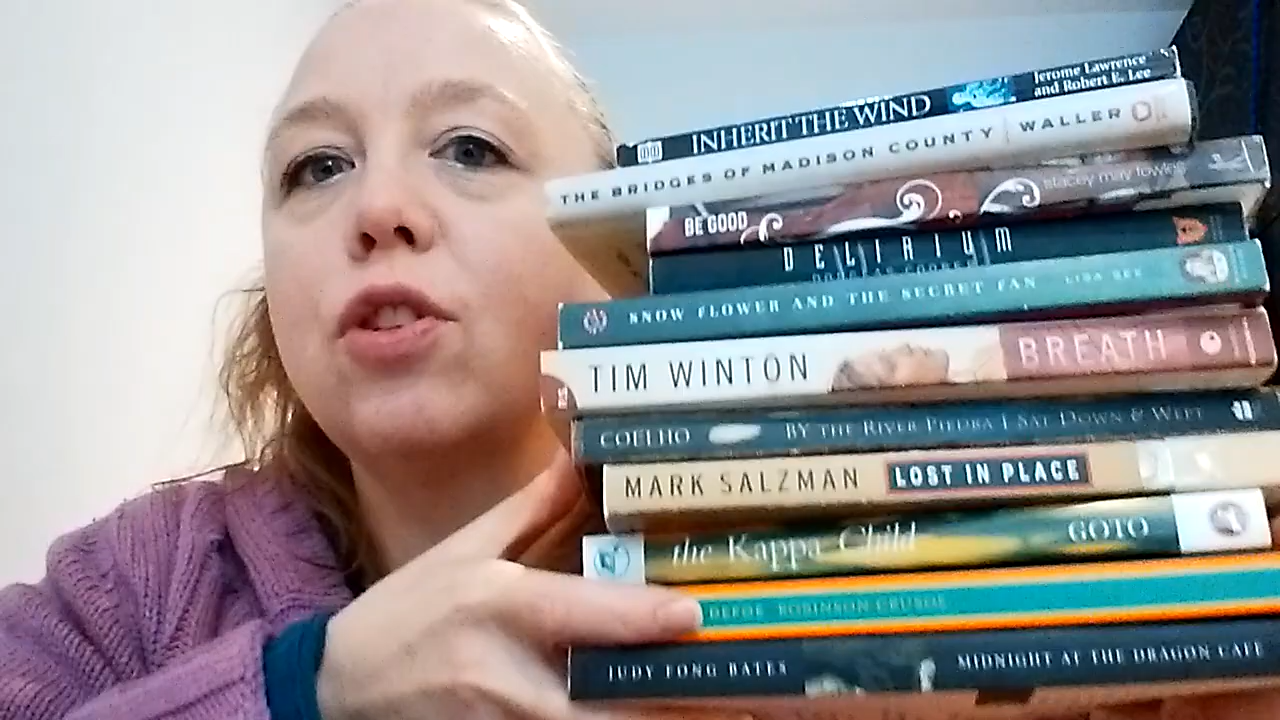 INHERIT THE WIND Jerome Lawrence
and Robert E. Lee
THE BRIDGES OF MADISON COUNTY WALLER
BE GOOD stacey may fowles
DELIRIUM
DOUGLAS COOPER
SNOW FLOWER AND THE SECRET FAN LISA SEE
TIM WINTON BREATH
COELHO BY THE RIVER PIEDRA I SAT DOWN & WEPT
MARK SALZMAN LOST IN PLACE
the Kappa Child GOTO
DEFOE ROBINSON CRUSOE
JUDY FONG BATES MIDNIGHT AT THE DRAGON CAFE